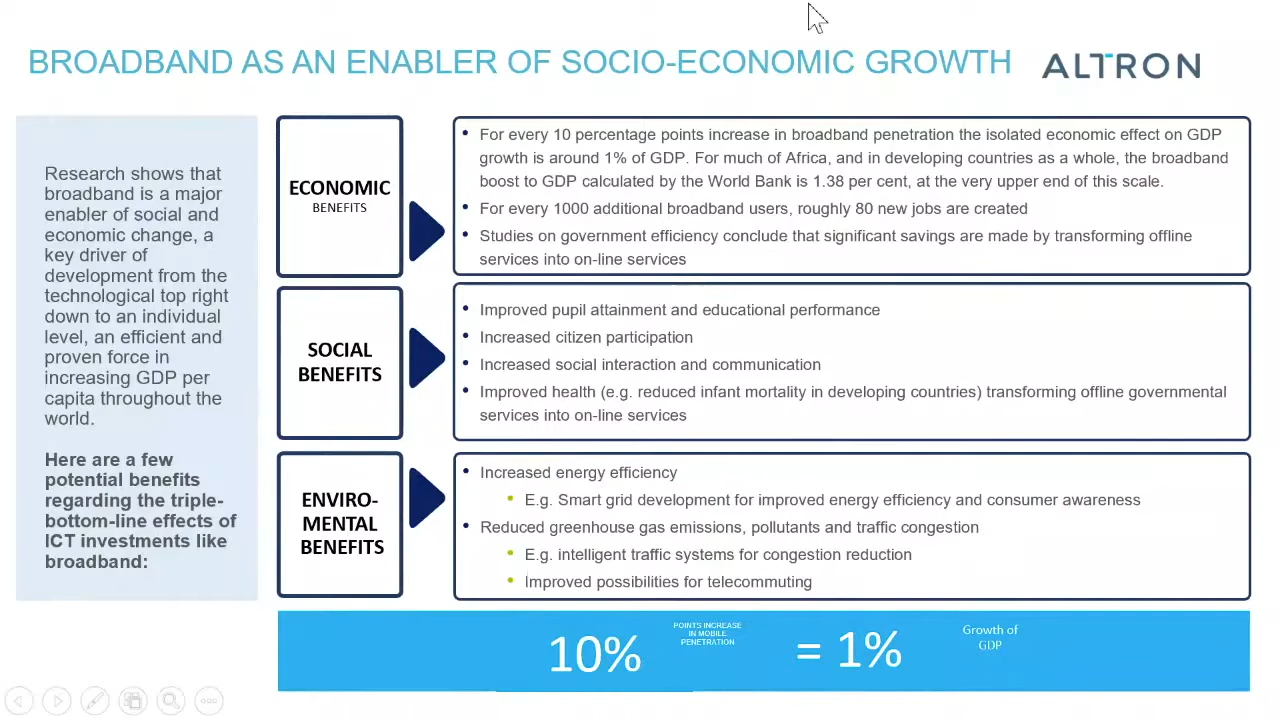 BROADBAND AS AN ENABLER OF SOCIO-ECONOMIC GROWTH
ALTRON
Research shows that
broadband is a major
enabler of social and
economic change, a
key driver of
development from the
technological top right
down to an individual
level, an efficient and
proven force in
increasing GDP per
capita throughout the
world.
Here are a few
potential benefits
regarding the triple-
bottom-line effects of
ICT investments like
broadband:
ECONOMIC
BENEFITS
• For every 10 percentage points increase in broadband penetration the isolated economic effect on GDP
growth is around 1% of GDP. For much of Africa, and in developing countries as a whole, the broadband
boost to GDP calculated by the World Bank is 1.38 per cent, at the very upper end of this scale.
• For every 1000 additional broadband users, roughly 80 new jobs are created
• Studies on government efficiency conclude that significant savings are made by transforming offline
services into on-line services
SOCIAL
BENEFITS
• Improved pupil attainment and educational performance
• Increased citizen participation
• Increased social interaction and communication
• Improved health (e.g. reduced infant mortality in developing countries) transforming offline governmental
services into on-line services
ENVIRO-
MENTAL
BENEFITS
• Increased energy efficiency
• E.g. Smart grid development for improved energy efficiency and consumer awareness
• Reduced greenhouse gas emissions, pollutants and traffic congestion
• E.g. intelligent traffic systems for congestion reduction
• Improved possibilities for telecommuting
10%
POINTS INCREASE
IN MOBILE
PENETRATION
= 1%
Growth of
GDP